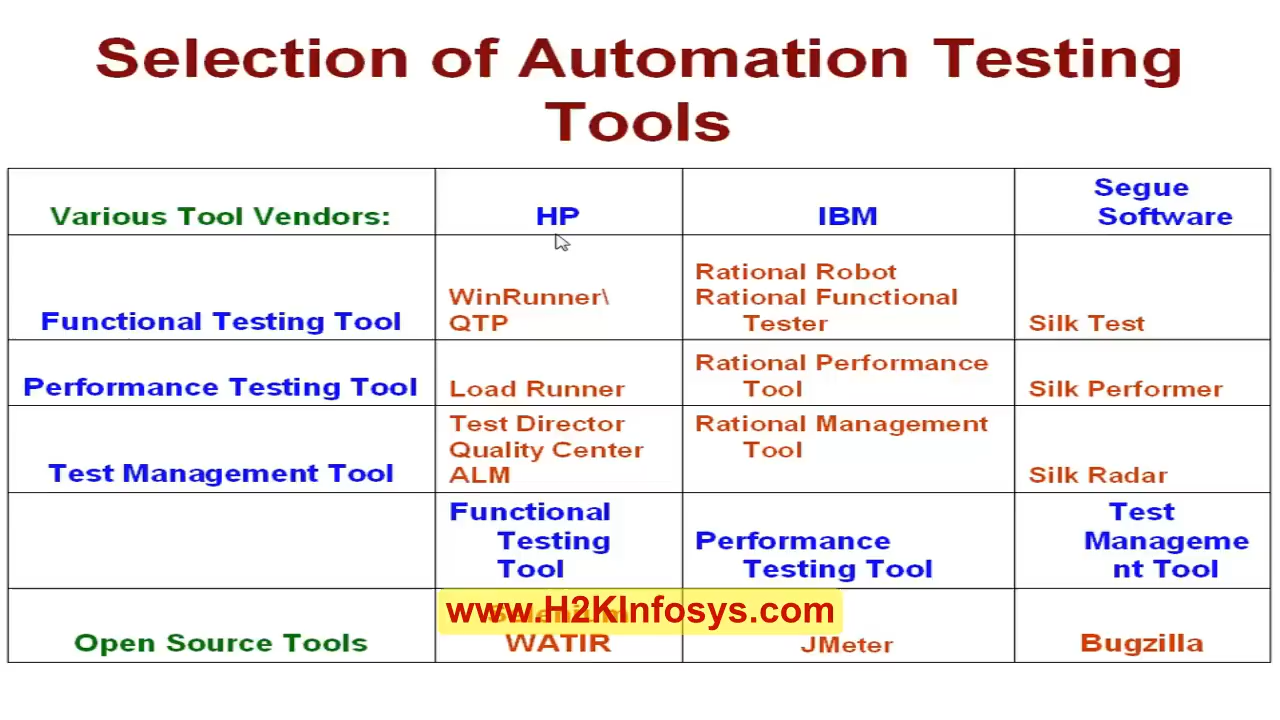 Selection of Automation Testing
Tools
Various Tool Vendors:
HP
IBM
Segue
Software
Functional Testing Tool
WinRunner\
QTP
Rational Robot
Rational Functional
Tester
Silk Test
Performance Testing Tool
Load Runner
Rational Performance
Tool
Silk Performer
Test Management Tool
Test Director
Quality Center
ALM
Rational Management
Tool
Silk Radar
Functional
Testing
Tool
Performance
Testing Tool
Test
Manageme
nt Tool
Open Source Tools
Selenium
WATIR
JMeter
Bugzilla
www.H2KInfosys.com